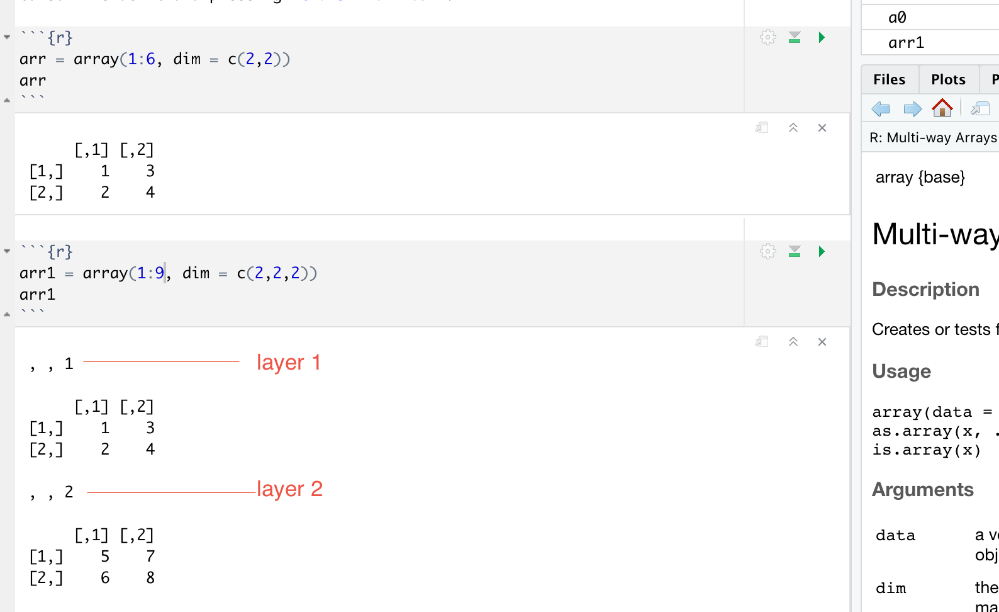 ```{r}
arr = array(1:6, dim = c(2,2))
arr
```
[,1] [,2]
[1,] 1 3
[2,] 2 4
```{r}
arr1 = array(1:9, dim = c(2,2,2))
arr1
```
, , 1 layer 1
[,1] [,2]
[1,] 1 3
[2,] 2 4
, , 2 layer 2
[,1] [,2]
[1,] 5 7
[2,] 6 8
a0
arr1
Files Plots P
R: Multi-way Arrays
array {base}
Multi-way
Description
Creates or tests f
Usage
array(data =
as.array(x, .
is.array(x)
Arguments
data a ve
obj
dim the
ma